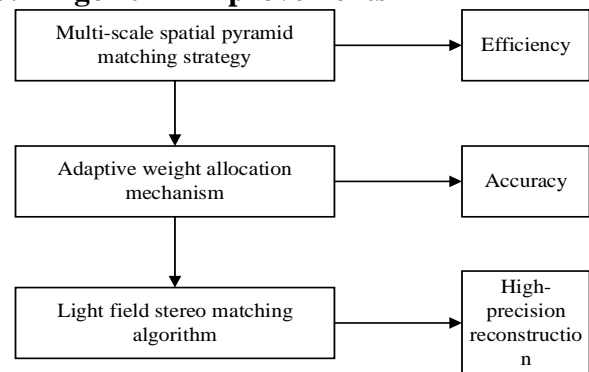 Multi-scale spatial pyramid
matching strategy
Efficiency
Adaptive weight allocation
mechanism
Accuracy
Light field stereo matching
algorithm
High-
precision
reconstructio
n